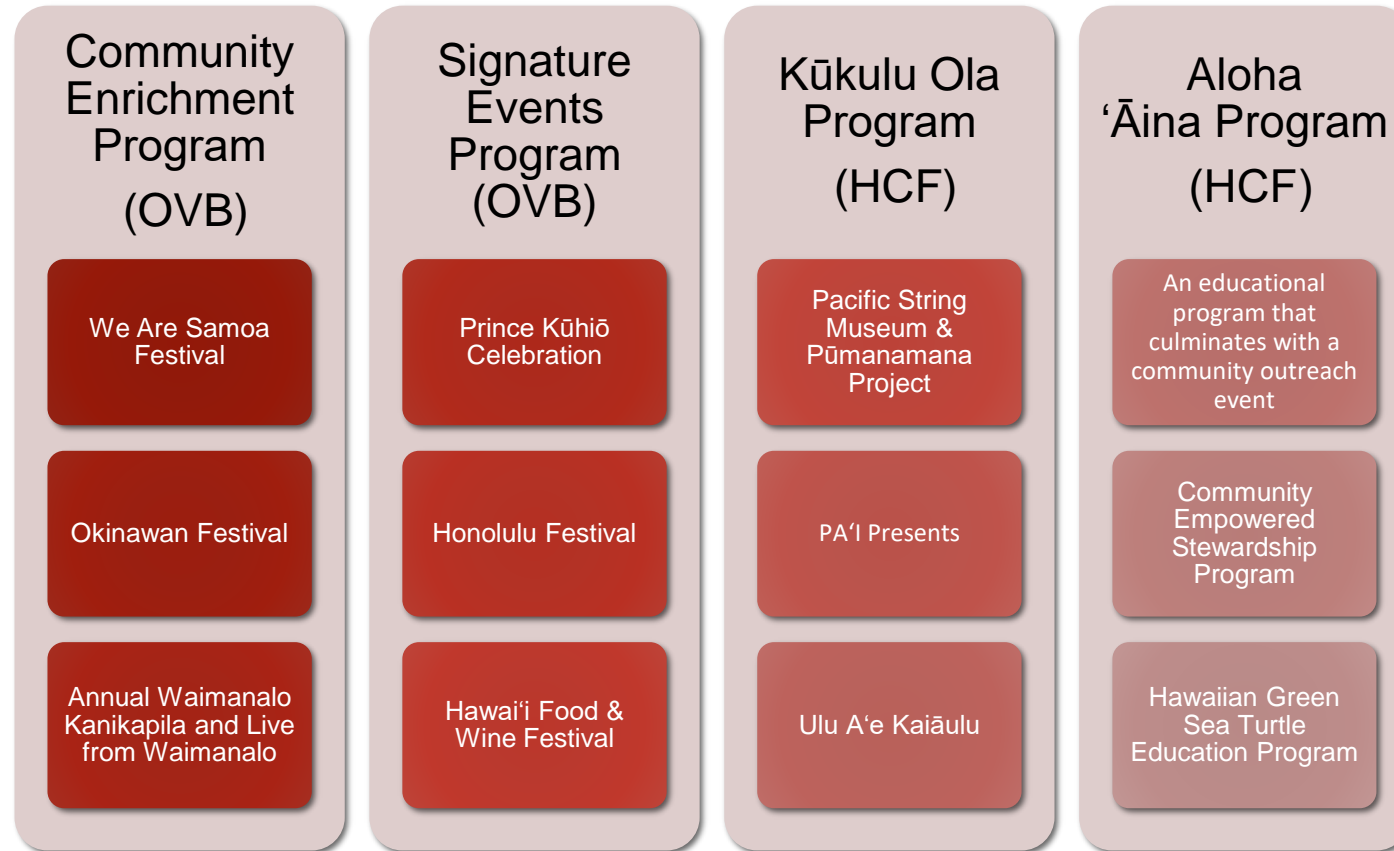 Community
Enrichment
Program
(OVB)
We Are Samoa
Festival
Okinawan Festival
Annual Waimanalo
Kanikapila and Live
from Waimanalo
Signature
Events
Program
(OVB)
Prince Kūhiō
Celebration
Honolulu Festival
Hawai‘i Food &
Wine Festival
Kūkulu Ola
Program
(HCF)
Pacific String
Museum &
Pūmanamana
Project
PA‘I Presents
Ulu A‘e Kaiāulu
Aloha
‘Āina Program
(HCF)
An educational
program that
culminates with a
community outreach
event
Community
Empowered
Stewardship
Program
Hawaiian Green
Sea Turtle
Education Program